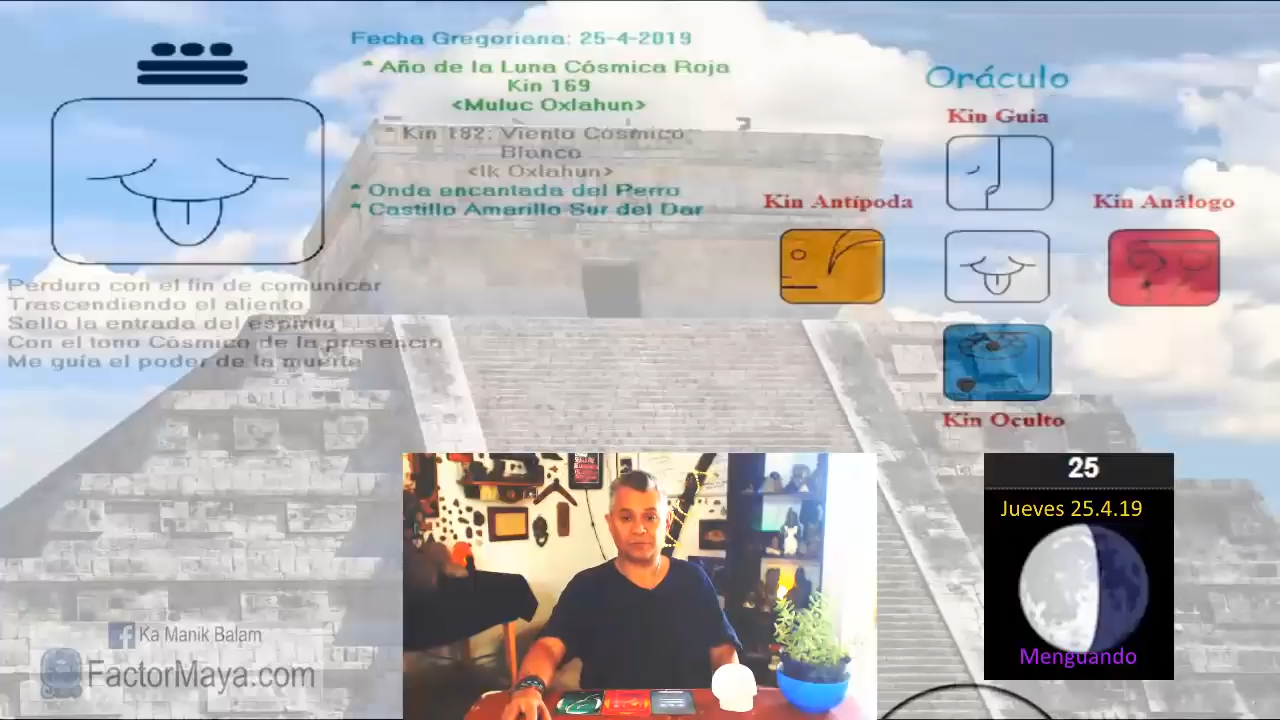 Fecha Gregoriana: 25-4-2019
* Año de la Luna Cósmica Roja
Kin 169
<Muluc Oxlahun>
* Kin 182: Viento Cósmico
Blanco
<Ik Oxlahun>
* Onda encantada del Perro
* Castillo Amarillo Sur del Dar
Perduro con el fin de comunicar
Trascendiendo el aliento
Sello la entrada del espíritu
Con el tono Cósmico de la presencia
Me guía el poder de la muerte
Oráculo
Kin Guia
Kin Antípoda
Kin Análogo
Kin Oculto
25
Jueves 25.4.19
Menguando
Ka Manik Balam
FactorMaya.com